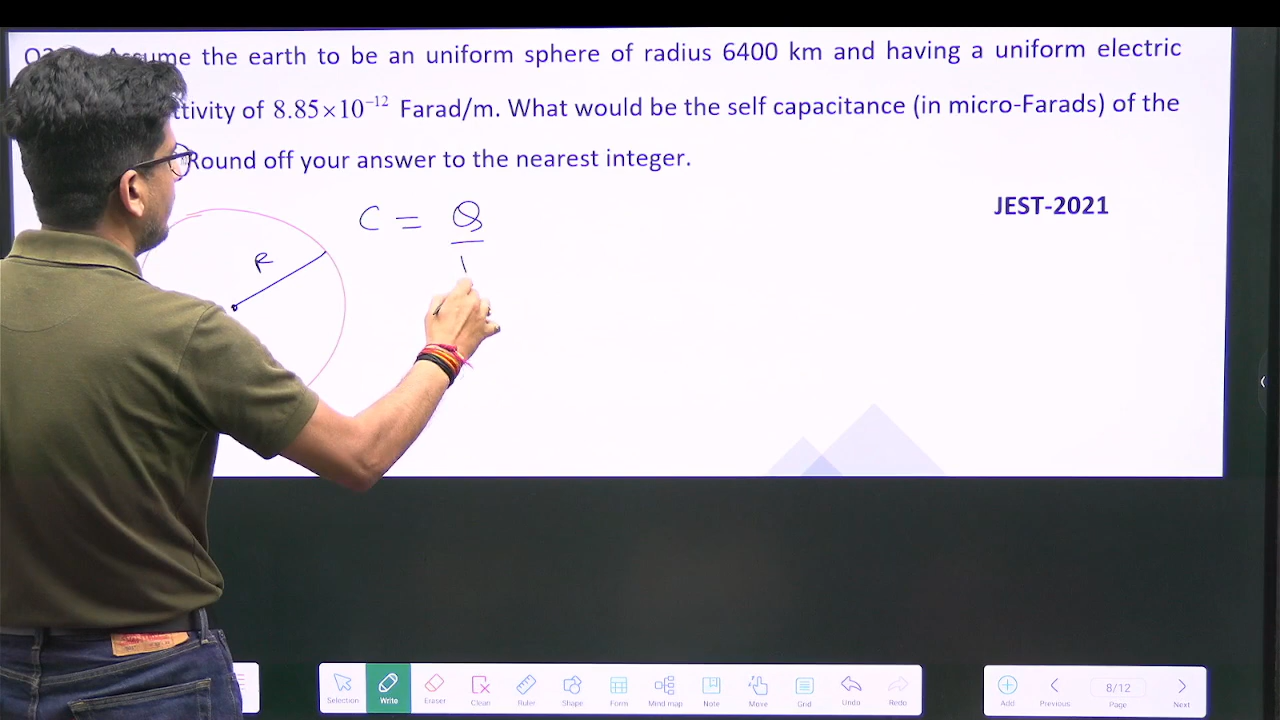 the earth to be an uniform sphere of radius 6400 km and having a uniform electric
of 8.85×10⁻¹² Farad/m. What would be the self capacitance (in micro-Farads) of the
Round off your answer to the nearest integer.
JEST-2021
C = Q
R
Selection Write Eraser Clean Ruler Shape Form Mind map Note Move Grid Undo Redo
Add Previous 8/12 Page Next